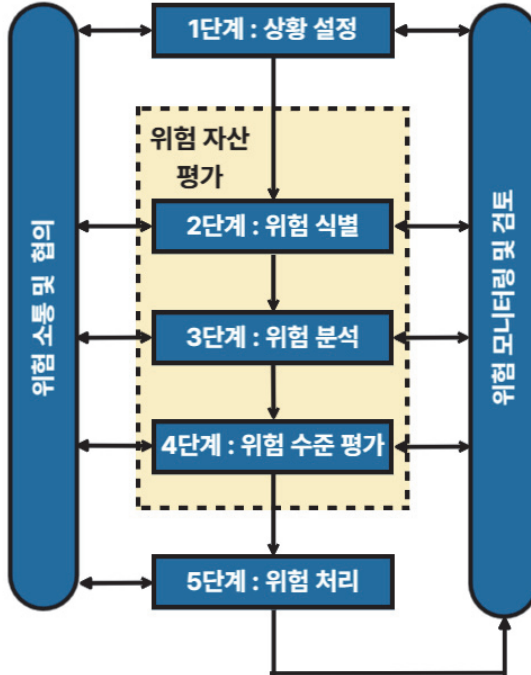 1단계 : 상황 설정
위험 자산
평가
2단계 : 위험 식별
3단계 : 위험 분석
4단계 : 위험 수준 평가
5단계 : 위험 처리
위험 소통 및 협의
위험 모니터링 및 검토